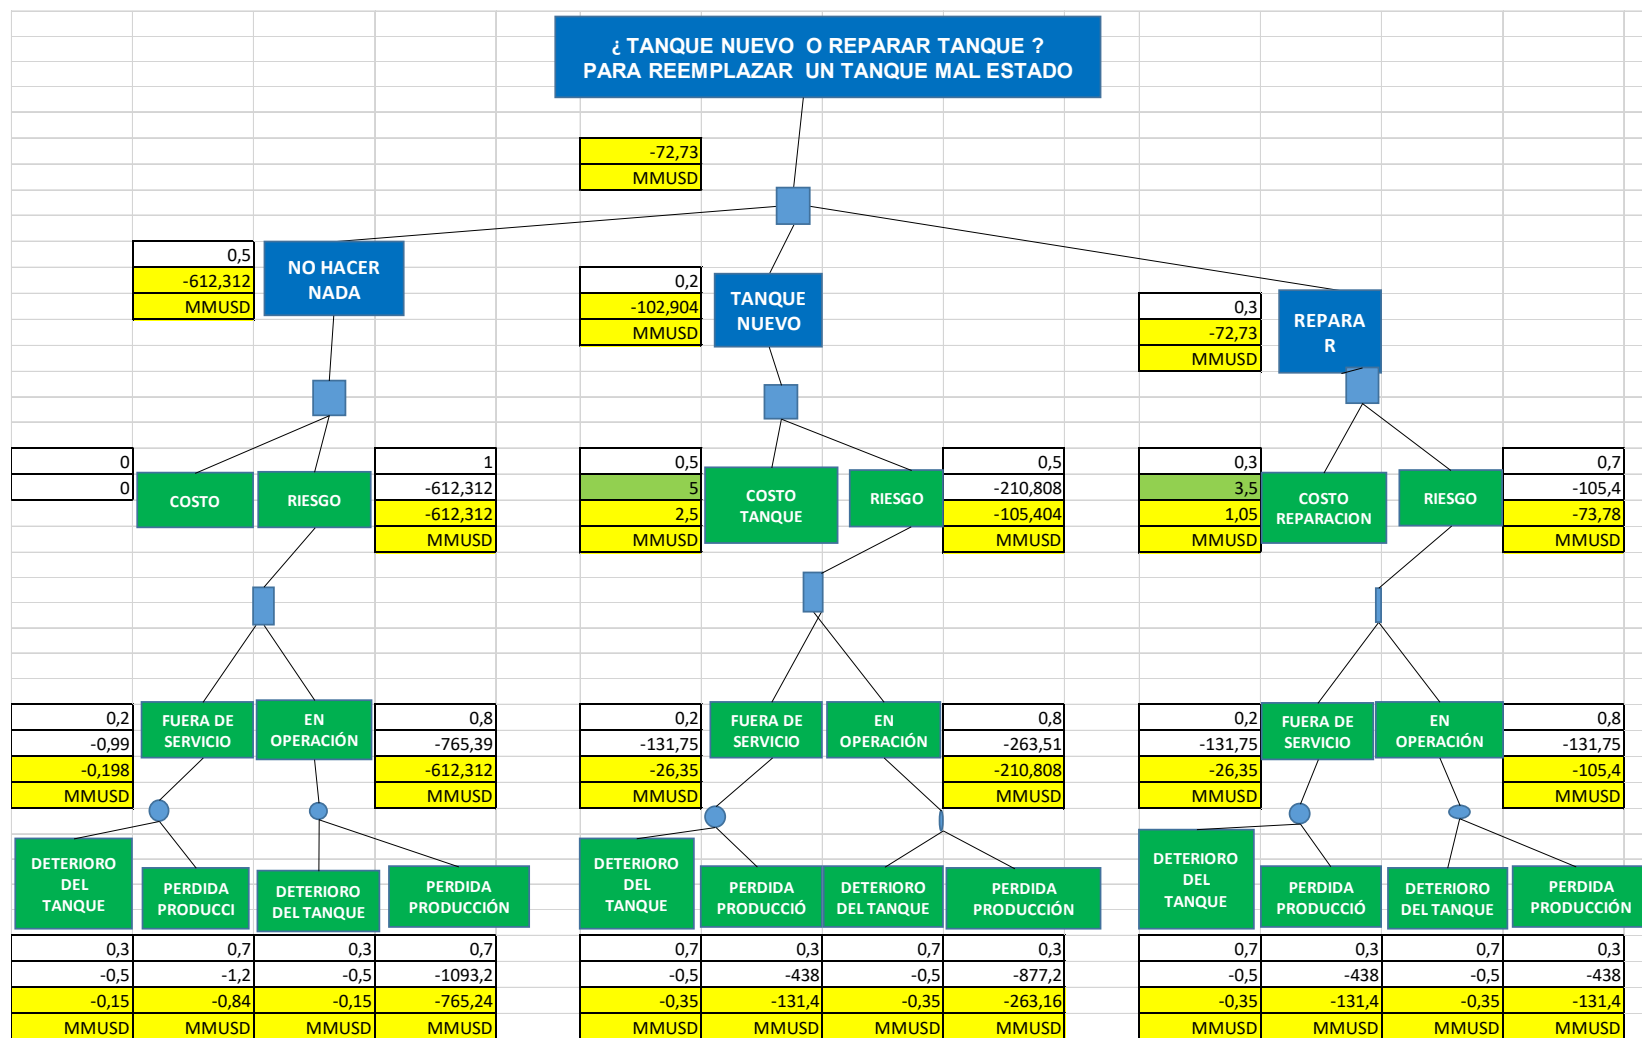 ¿ TANQUE NUEVO  O REPARAR TANQUE ?
PARA REEMPLAZAR  UN TANQUE MAL ESTADO
-72,73
MMUSD
0,5
-612,312
MMUSD
NO HACER
NADA
0,2
-102,904
MMUSD
TANQUE
NUEVO
0,3
-72,73
MMUSD
REPARA
R
0
0
COSTO
RIESGO
1
-612,312
-612,312
MMUSD
0,5
5
2,5
MMUSD
COSTO
TANQUE
RIESGO
0,5
-210,808
-105,404
MMUSD
0,3
3,5
1,05
MMUSD
COSTO
REPARACION
RIESGO
0,7
-105,4
-73,78
MMUSD
0,2
-0,99
-0,198
MMUSD
FUERA DE
SERVICIO
EN
OPERACIÓN
0,8
-765,39
-612,312
MMUSD
0,2
-131,75
-26,35
MMUSD
FUERA DE
SERVICIO
EN
OPERACIÓN
0,8
-263,51
-210,808
MMUSD
0,2
-131,75
-26,35
MMUSD
FUERA DE
SERVICIO
EN
OPERACIÓN
0,8
-131,75
-105,4
MMUSD
DETERIORO
DEL
TANQUE
PERDIDA
PRODUCCI
DETERIORO
DEL TANQUE
PERDIDA
PRODUCCIÓN
DETERIORO
DEL
TANQUE
PERDIDA
PRODUCCIÓ
DETERIORO
DEL TANQUE
PERDIDA
PRODUCCIÓN
DETERIORO
DEL
TANQUE
PERDIDA
PRODUCCIÓ
DETERIORO
DEL TANQUE
PERDIDA
PRODUCCIÓN
0,3 0,7 0,3 0,7 0,7 0,3 0,7 0,3 0,7 0,3 0,7 0,3
-0,5 -1,2 -0,5 -1093,2 -0,5 -438 -0,5 -877,2 -0,5 -438 -0,5 -438
-0,15 -0,84 -0,15 -765,24 -0,35 -131,4 -0,35 -263,16 -0,35 -131,4 -0,35 -131,4
MMUSD MMUSD MMUSD MMUSD MMUSD MMUSD MMUSD MMUSD MMUSD MMUSD MMUSD MMUSD